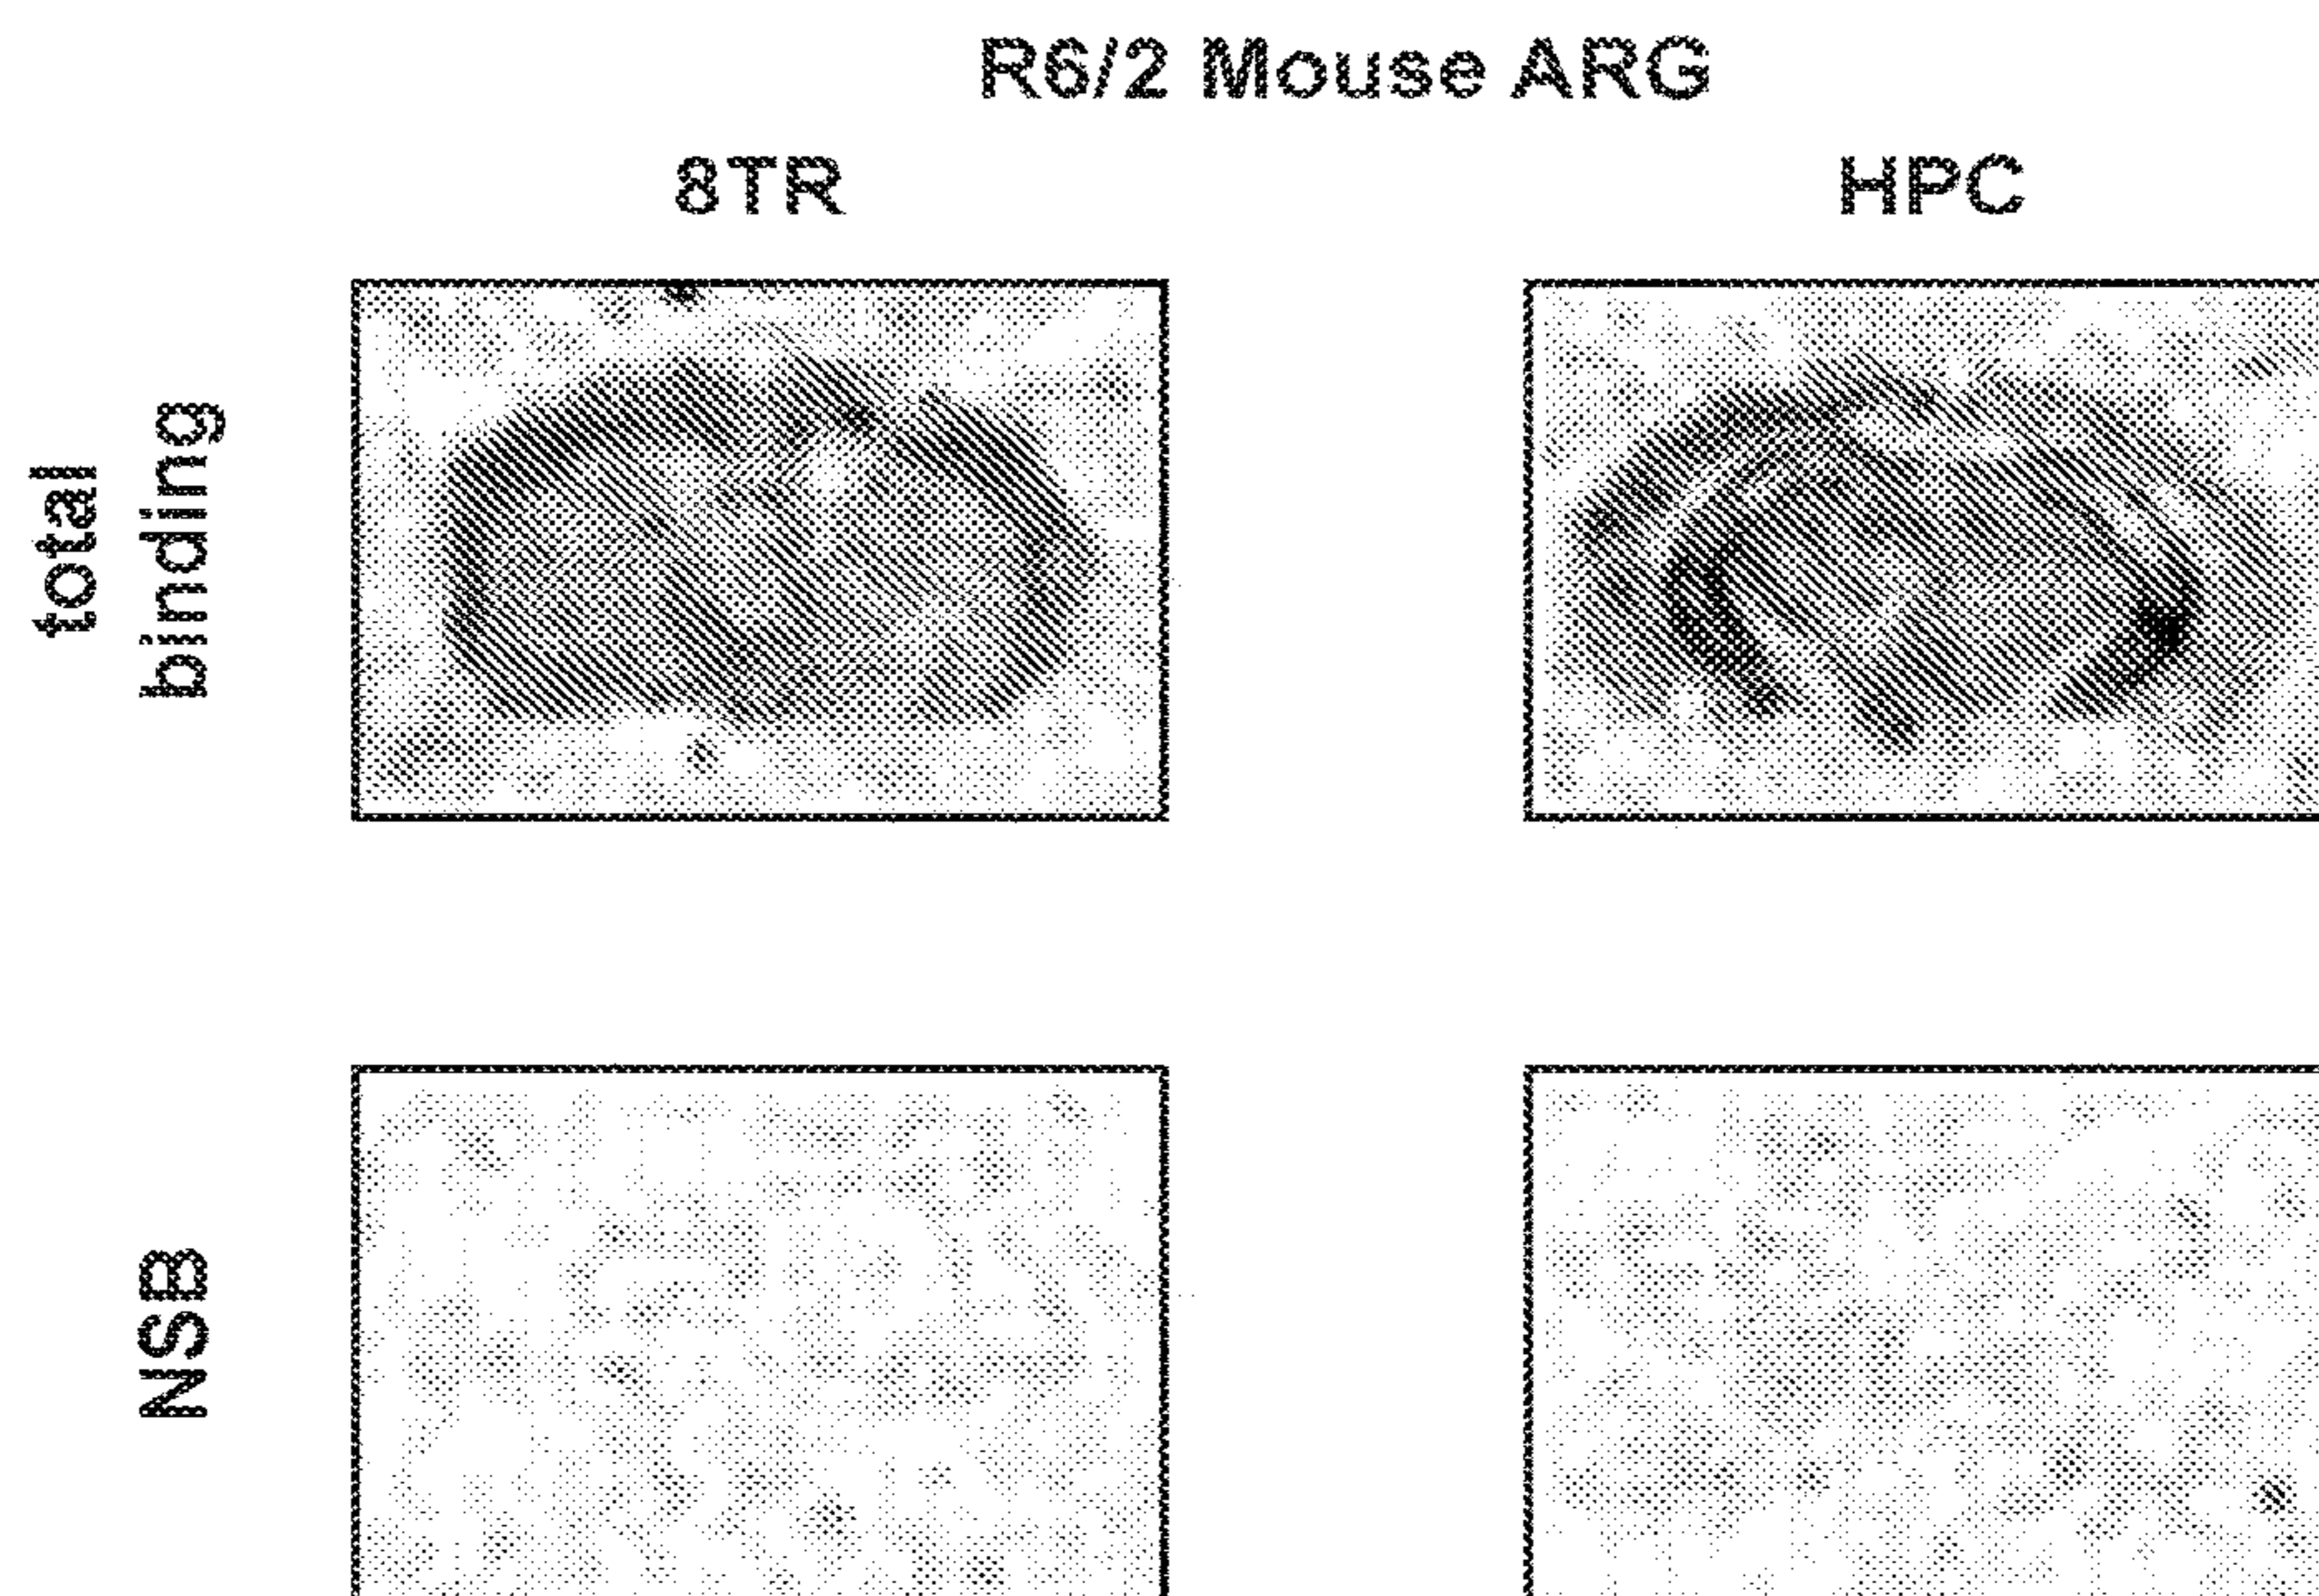 R6/2 Mouse ARG
8TR
HPC
total
binding
NSB